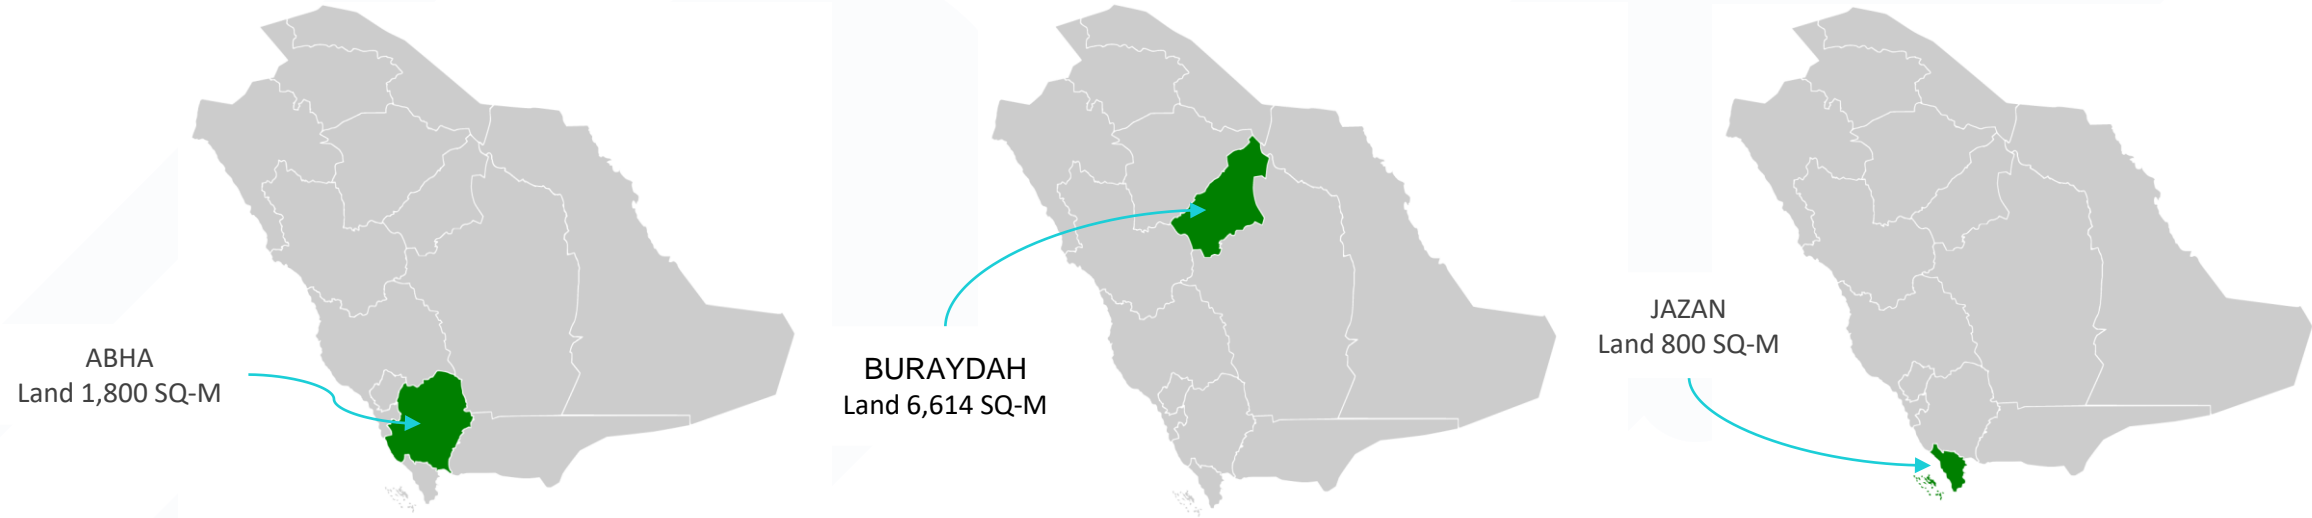 ABHA
Land 1,800 SQ-M
BURAYDAH
Land 6,614 SQ-M
JAZAN
Land 800 SQ-M